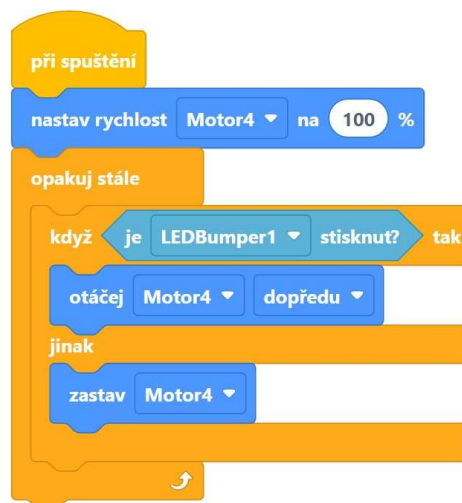 při spuštění
nastav rychlost Motor4 na 100 %
opakuj stále
když je LEDBumper1 stisknut? tak
otáčej Motor4 dopředu
jinak
zastav Motor4